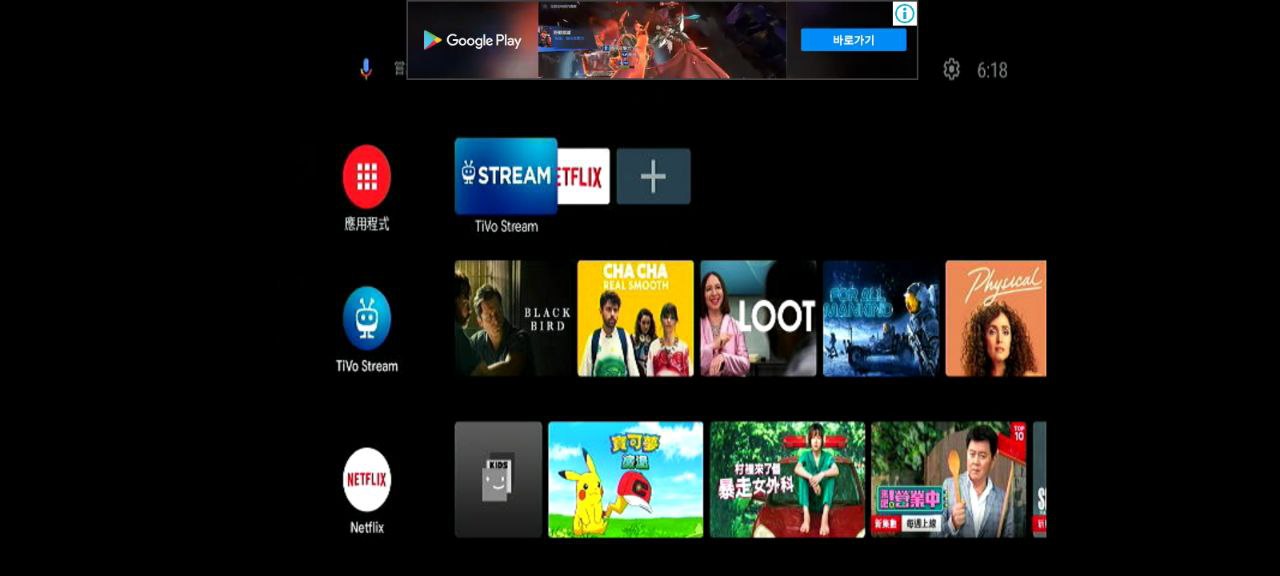 Google Play
바로가기
6:18
STREAM
ETFLIX
應用程式
TiVo Stream
BLACK
BIRD
CHA CHA
REAL SMOOTH
LOOT
FOR ALL
MANKIND
Physical
TiVo Stream
KIDS
寶可夢
村裡來了個
暴走女外科
TOP
10
營業中
新集數
每週上線
NETFLIX
Netflix